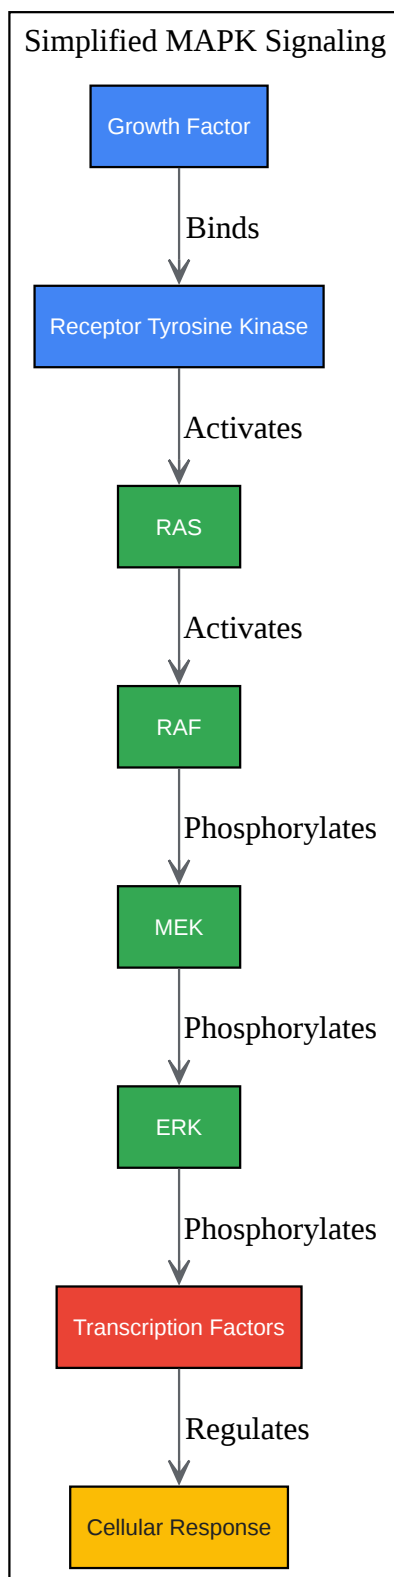 Simplified MAPK Signaling
Growth Factor
Binds
Receptor Tyrosine Kinase
Activates
RAS
Activates
RAF
Phosphorylates
MEK
Phosphorylates
ERK
Phosphorylates
Transcription Factors
Regulates
Cellular Response